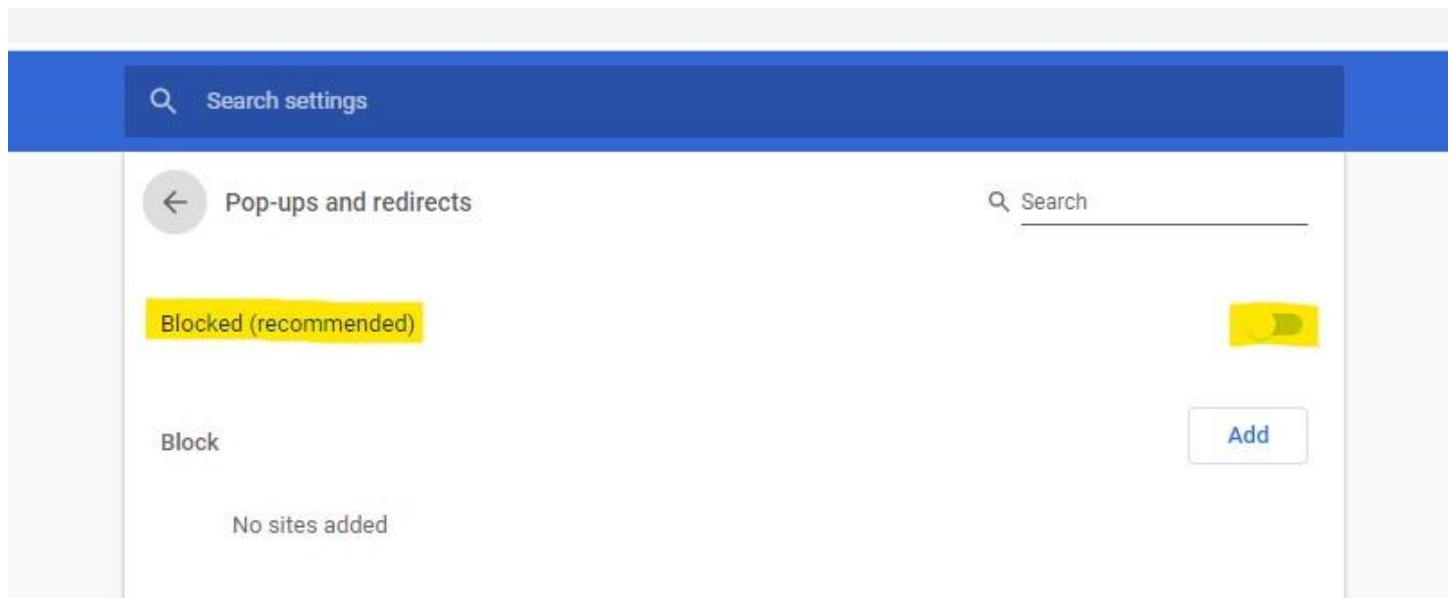 Search settings
Pop-ups and redirects
Search
Blocked (recommended)
Block
Add
No sites added